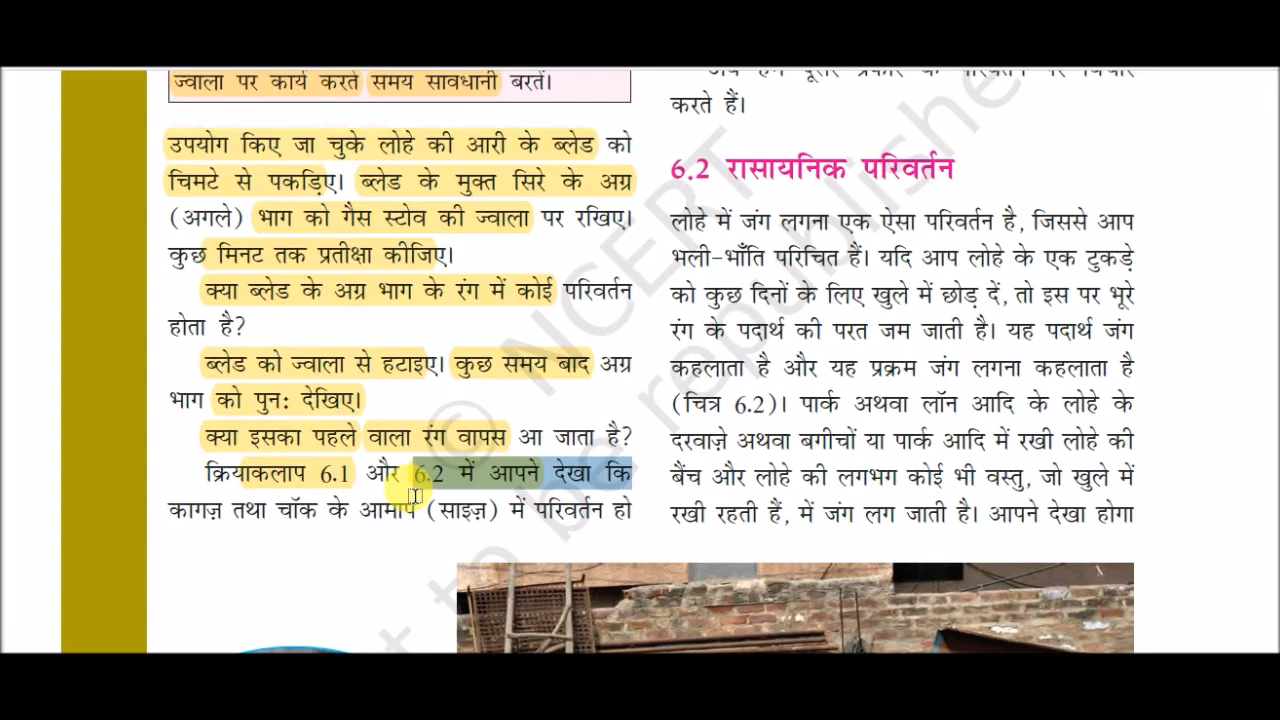 ज्वाला पर कार्य करते समय सावधानी बरतें।
उपयोग किए जा चुके लोहे की आरी के ब्लेड को
चिमटे से पकड़िए। ब्लेड के मुक्त सिरे के अग्र
(अगले) भाग को गैस स्टोव की ज्वाला पर रखिए।
कुछ मिनट तक प्रतीक्षा कीजिए।
क्या ब्लेड के अग्र भाग के रंग में कोई परिवर्तन
होता है?
ब्लेड को ज्वाला से हटाइए। कुछ समय बाद अग्र
भाग को पुन: देखिए।
क्या इसका पहले वाला रंग वापस आ जाता है?
क्रियाकलाप 6.1 और 6.2 में आपने देखा कि
कागज़ तथा चॉक के आमाप (साइज़) में परिवर्तन हो
करते हैं।
6.2 रासायनिक परिवर्तन
लोहे में जंग लगना एक ऐसा परिवर्तन है, जिससे आप
भली-भाँति परिचित हैं। यदि आप लोहे के एक टुकड़े
को कुछ दिनों के लिए खुले में छोड़ दें, तो इस पर भूरे
रंग के पदार्थ की परत जम जाती है। यह पदार्थ जंग
कहलाता है और यह प्रक्रम जंग लगना कहलाता है
(चित्र 6.2)। पार्क अथवा लॉन आदि के लोहे के
दरवाज़े अथवा बगीचों या पार्क आदि में रखी लोहे की
बैंच और लोहे की लगभग कोई भी वस्तु, जो खुले में
रखी रहती हैं, में जंग लग जाती है। आपने देखा होगा
© NCERT
be republishe